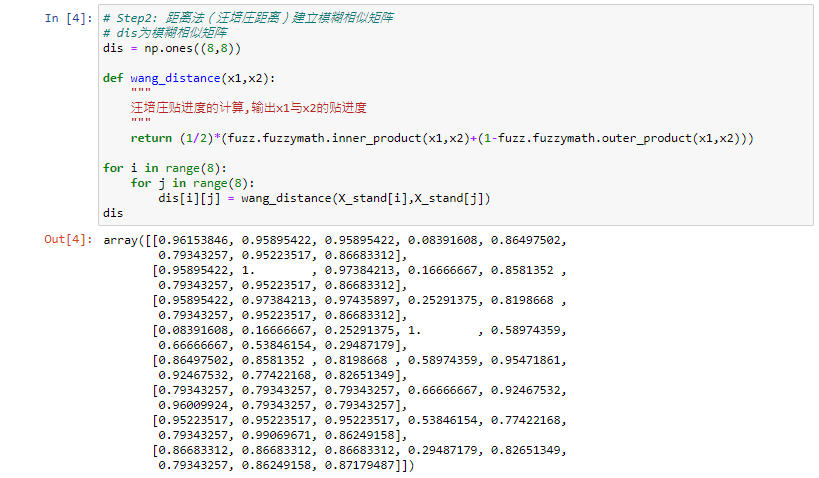 In [4]: # Step2: 距离法（汪培庄距离）建立模糊相似矩阵
# dis为模糊相似矩阵
dis = np.ones((8,8))
def wang_distance(x1,x2):
"""
汪培庄贴进度的计算,输出x1与x2的贴进度
"""
return (1/2)*(fuzz.fuzzymath.inner_product(x1,x2)+(1-fuzz.fuzzymath.outer_product(x1,x2)))
for i in range(8):
for j in range(8):
dis[i][j] = wang_distance(X_stand[i],X_stand[j])
dis
Out[4]: array([[0.96153846, 0.95895422, 0.95895422, 0.08391608, 0.86497502,
0.79343257, 0.95223517, 0.86683312],
[0.95895422, 1.        , 0.97384213, 0.16666667, 0.8581352 ,
0.79343257, 0.95223517, 0.86683312],
[0.95895422, 0.97384213, 0.97435897, 0.25291375, 0.8198668 ,
0.79343257, 0.95223517, 0.86683312],
[0.08391608, 0.16666667, 0.25291375, 1.        , 0.58974359,
0.66666667, 0.53846154, 0.29487179],
[0.86497502, 0.8581352 , 0.8198668 , 0.58974359, 0.95471861,
0.92467532, 0.77422168, 0.82651349],
[0.79343257, 0.79343257, 0.79343257, 0.66666667, 0.92467532,
0.96009924, 0.79343257, 0.79343257],
[0.95223517, 0.95223517, 0.95223517, 0.53846154, 0.77422168,
0.79343257, 0.99069671, 0.86249158],
[0.86683312, 0.86683312, 0.86683312, 0.29487179, 0.82651349,
0.79343257, 0.86249158, 0.87179487]])